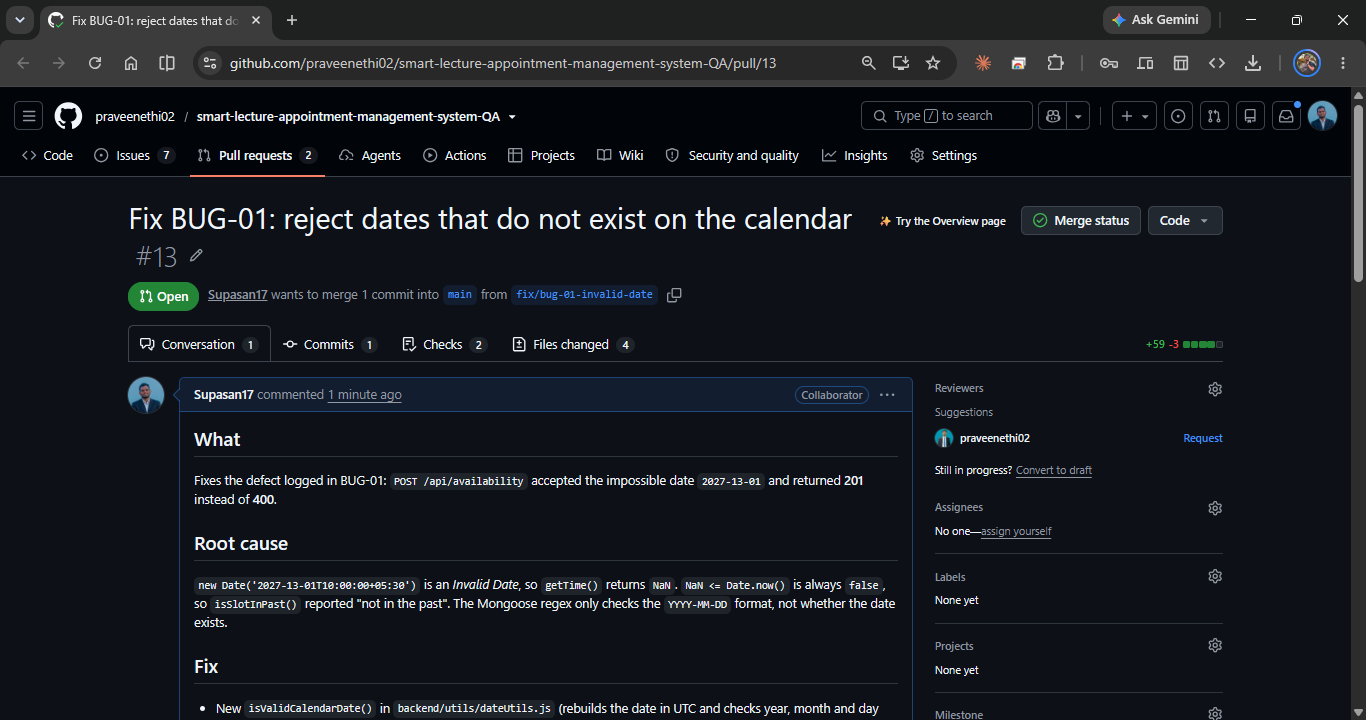 Fix BUG-01: reject dates that do
Ask Gemini
github.com/praveenethi02/smart-lecture-appointment-management-system-QA/pull/13
praveenethi02 / smart-lecture-appointment-management-system-QA
Type / to search
Code
Issues 7
Pull requests 2
Agents
Actions
Projects
Wiki
Security and quality
Insights
Settings
Fix BUG-01: reject dates that do not exist on the calendar
#13
Try the Overview page
Merge status
Code
Open
Supasan17 wants to merge 1 commit into main from fix/bug-01-invalid-date
Conversation 1
Commits 1
Checks 2
Files changed 4
+59 -3
Supasan17 commented 1 minute ago
Collaborator
What
Fixes the defect logged in BUG-01: POST /api/availability accepted the impossible date 2027-13-01 and returned 201
instead of 400.
Root cause
new Date('2027-13-01T10:00:00+05:30') is an Invalid Date, so getTime() returns NaN. NaN <= Date.now() is always false,
so isSlotInPast() reported "not in the past". The Mongoose regex only checks the YYYY-MM-DD format, not whether the date
exists.
Fix
• New isValidCalendarDate() in backend/utils/dateUtils.js (rebuilds the date in UTC and checks year, month and day
Reviewers
Suggestions
praveenethi02
Request
Still in progress? Convert to draft
Assignees
No one—assign yourself
Labels
None yet
Projects
None yet
Milestone